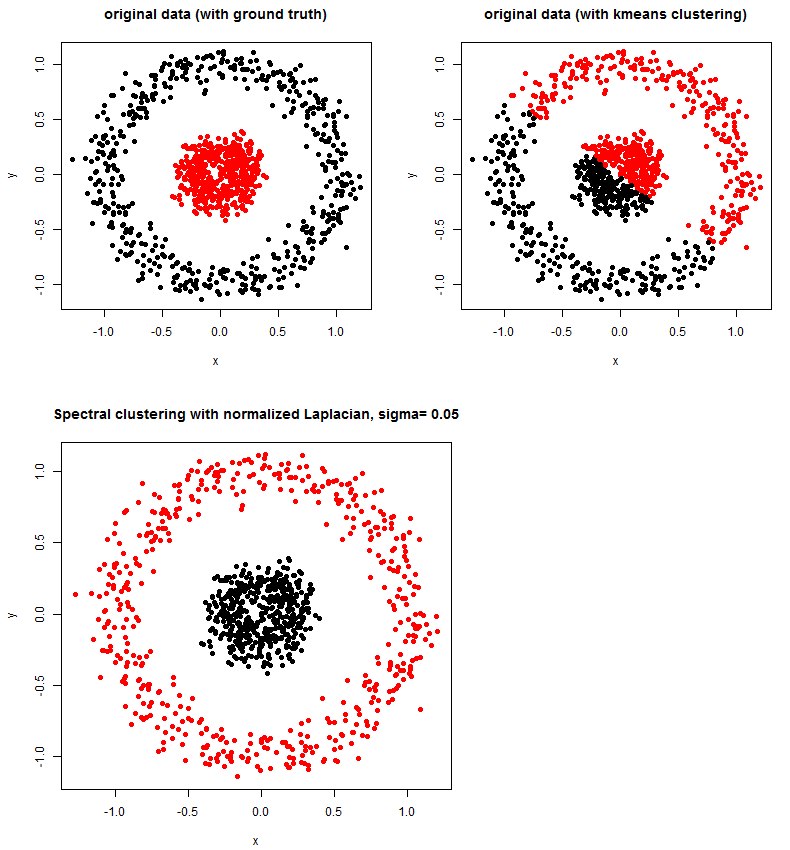 original data (with ground truth)
1.0
0.5
0.0
-0.5
-1.0
y
-1.0 -0.5 0.0 0.5 1.0
x
original data (with kmeans clustering)
1.0
0.5
0.0
-0.5
-1.0
y
-1.0 -0.5 0.0 0.5 1.0
x
Spectral clustering with normalized Laplacian, sigma= 0.05
1.0
0.5
0.0
-0.5
-1.0
y
-1.0 -0.5 0.0 0.5 1.0
x